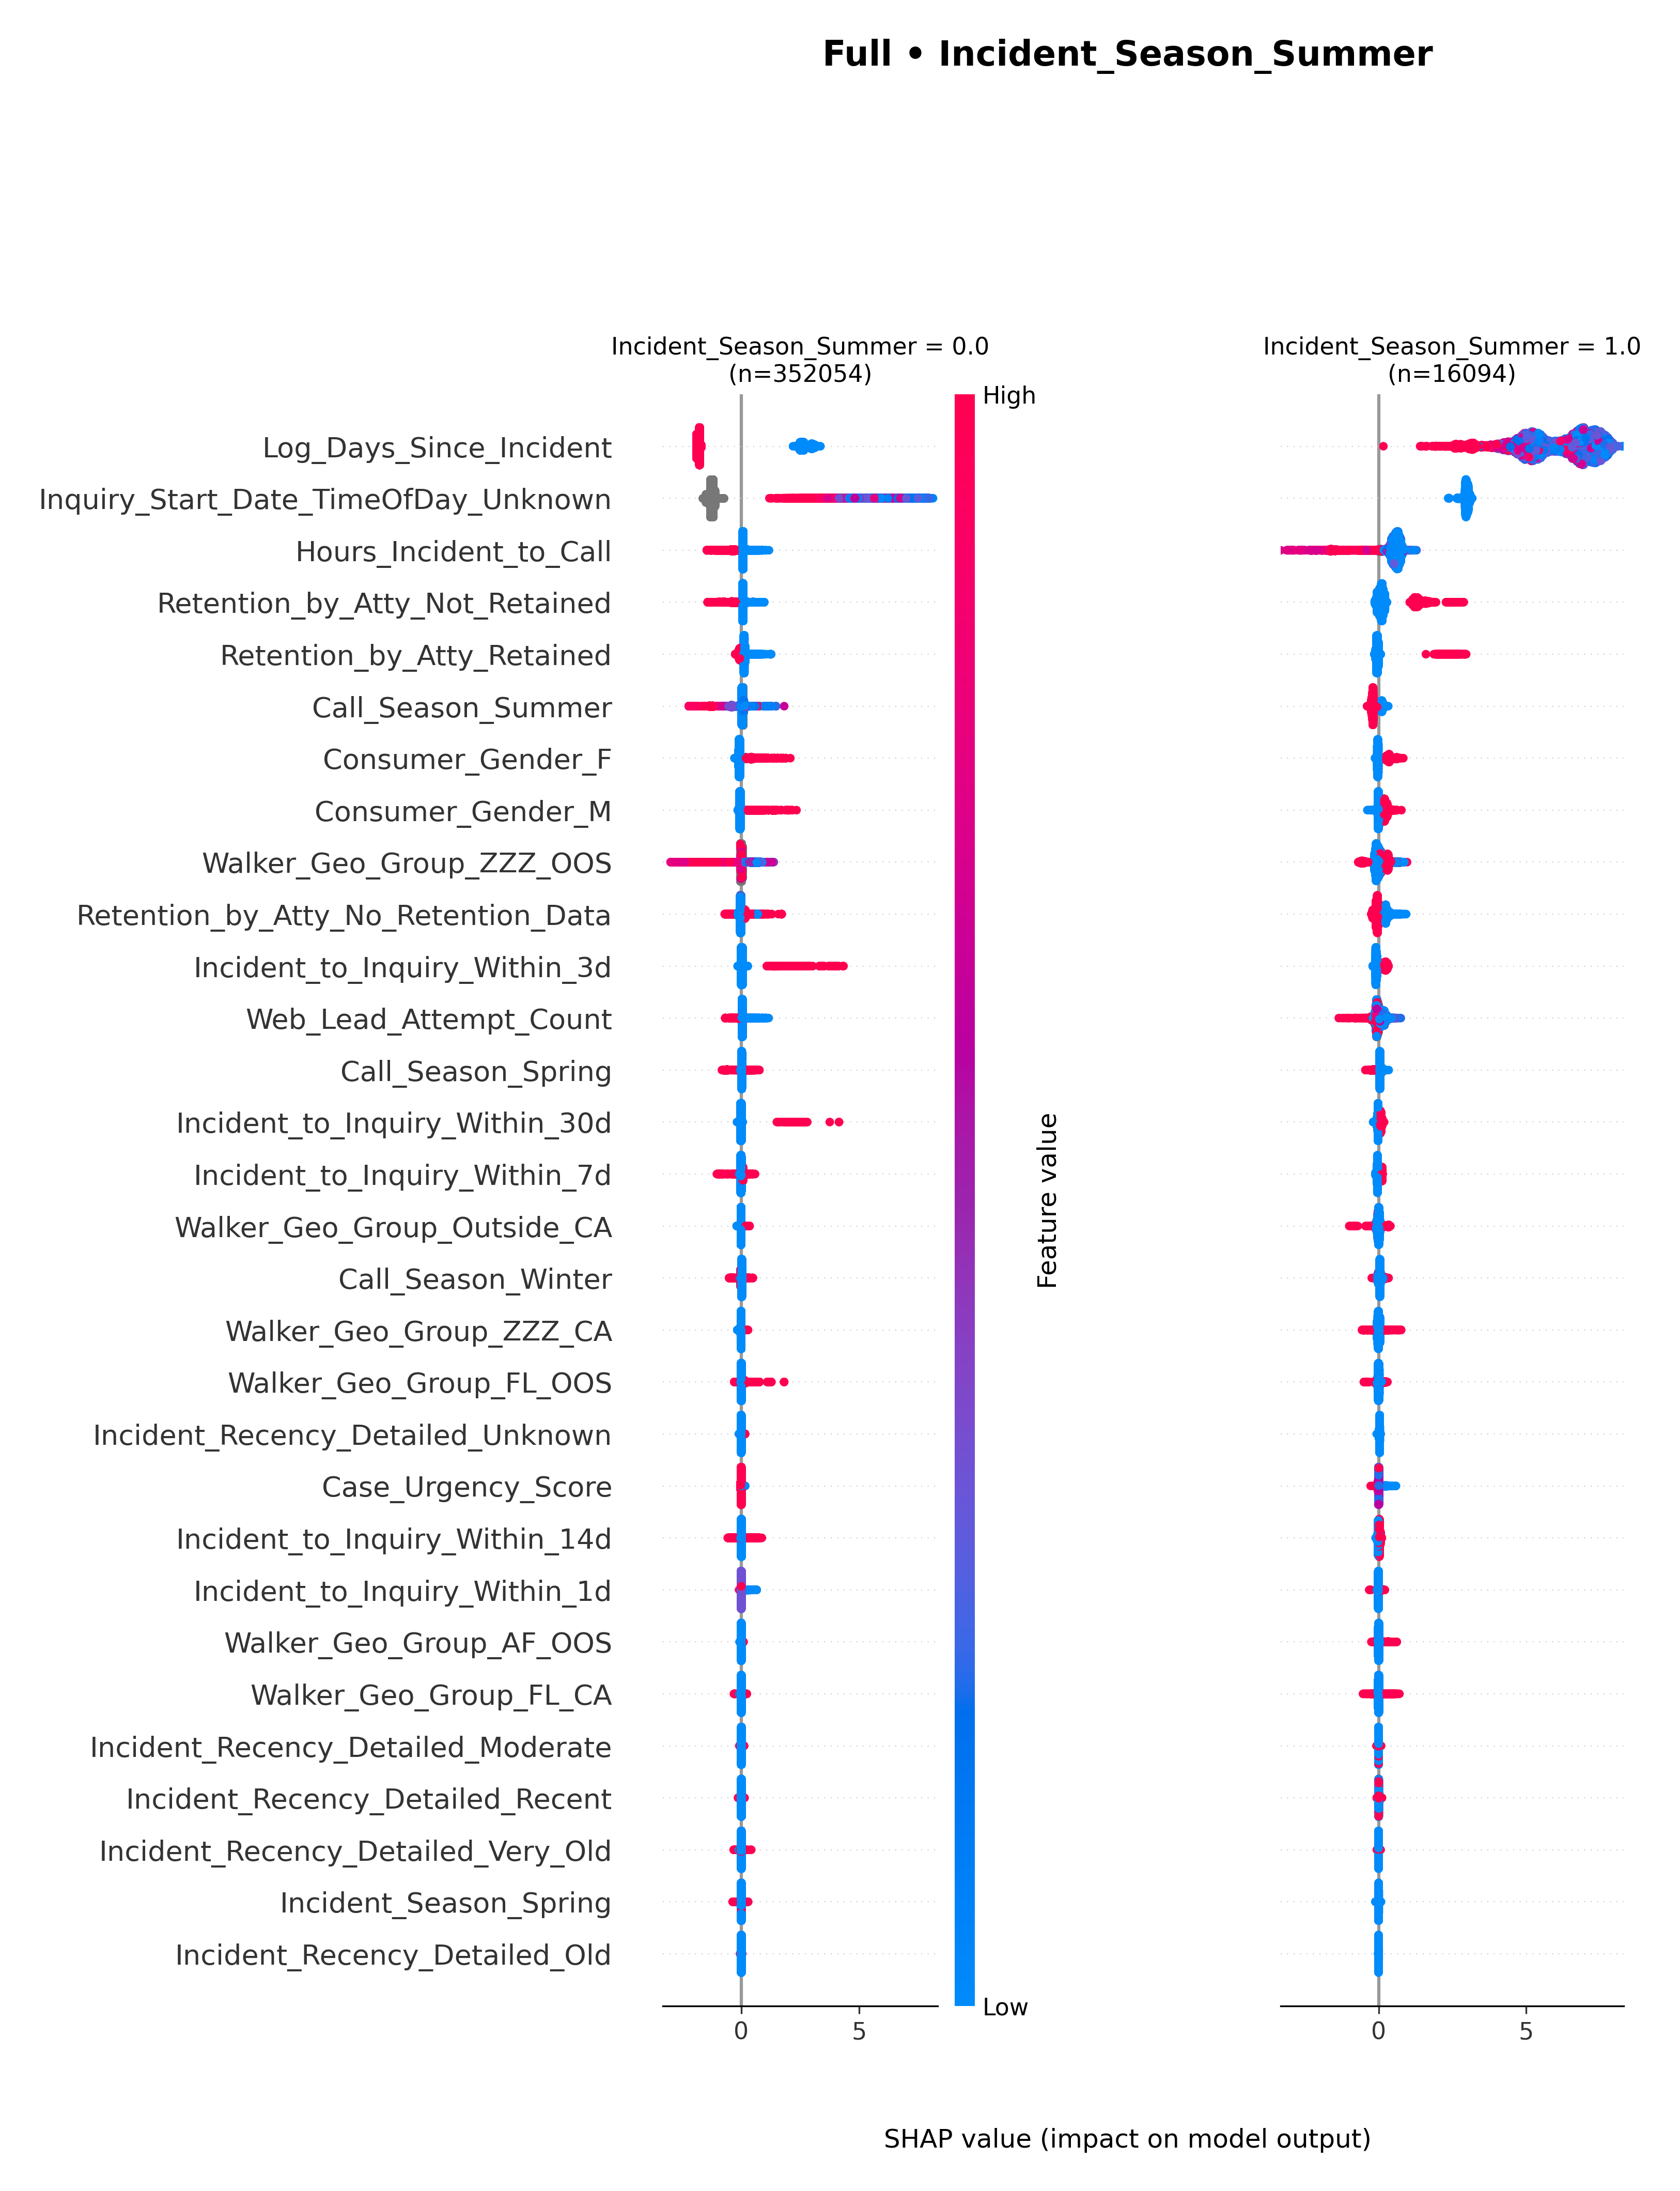 Full • Incident_Season_Summer
Incident_Season_Summer = 0.0
(n=352054)
Incident_Season_Summer = 1.0
(n=16094)
High
Log_Days_Since_Incident
Inquiry_Start_Date_TimeOfDay_Unknown
Hours_Incident_to_Call
Retention_by_Atty_Not_Retained
Retention_by_Atty_Retained
Call_Season_Summer
Consumer_Gender_F
Consumer_Gender_M
Walker_Geo_Group_ZZZ_OOS
Retention_by_Atty_No_Retention_Data
Incident_to_Inquiry_Within_3d
Web_Lead_Attempt_Count
Call_Season_Spring
Incident_to_Inquiry_Within_30d
Incident_to_Inquiry_Within_7d
Walker_Geo_Group_Outside_CA
Call_Season_Winter
Walker_Geo_Group_ZZZ_CA
Walker_Geo_Group_FL_OOS
Incident_Recency_Detailed_Unknown
Case_Urgency_Score
Incident_to_Inquiry_Within_14d
Incident_to_Inquiry_Within_1d
Walker_Geo_Group_AF_OOS
Walker_Geo_Group_FL_CA
Incident_Recency_Detailed_Moderate
Incident_Recency_Detailed_Recent
Incident_Recency_Detailed_Very_Old
Incident_Season_Spring
Incident_Recency_Detailed_Old
Feature value
Low
0 5
0 5
SHAP value (impact on model output)